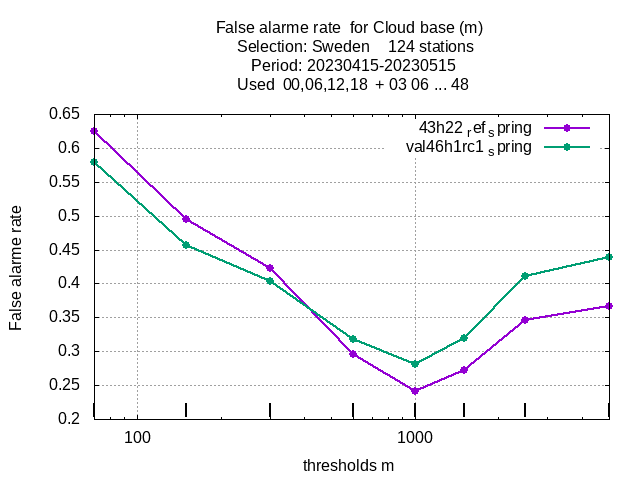 False alarme rate  for Cloud base (m)
Selection: Sweden    124 stations
Period: 20230415-20230515
Used  00,06,12,18  + 03 06 ... 48
43h22 ref spring
val46h1rc1 spring
0.65
0.6
0.55
0.5
0.45
0.4
0.35
0.3
0.25
0.2
False alarme rate
100
1000
thresholds m